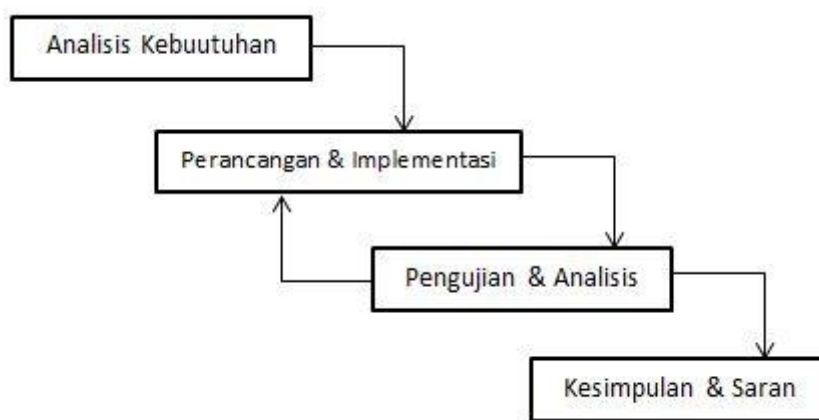 Analisis Kebuutuhan
Perancangan & Implementasi
Pengujian & Analisis
Kesimpulan & Saran